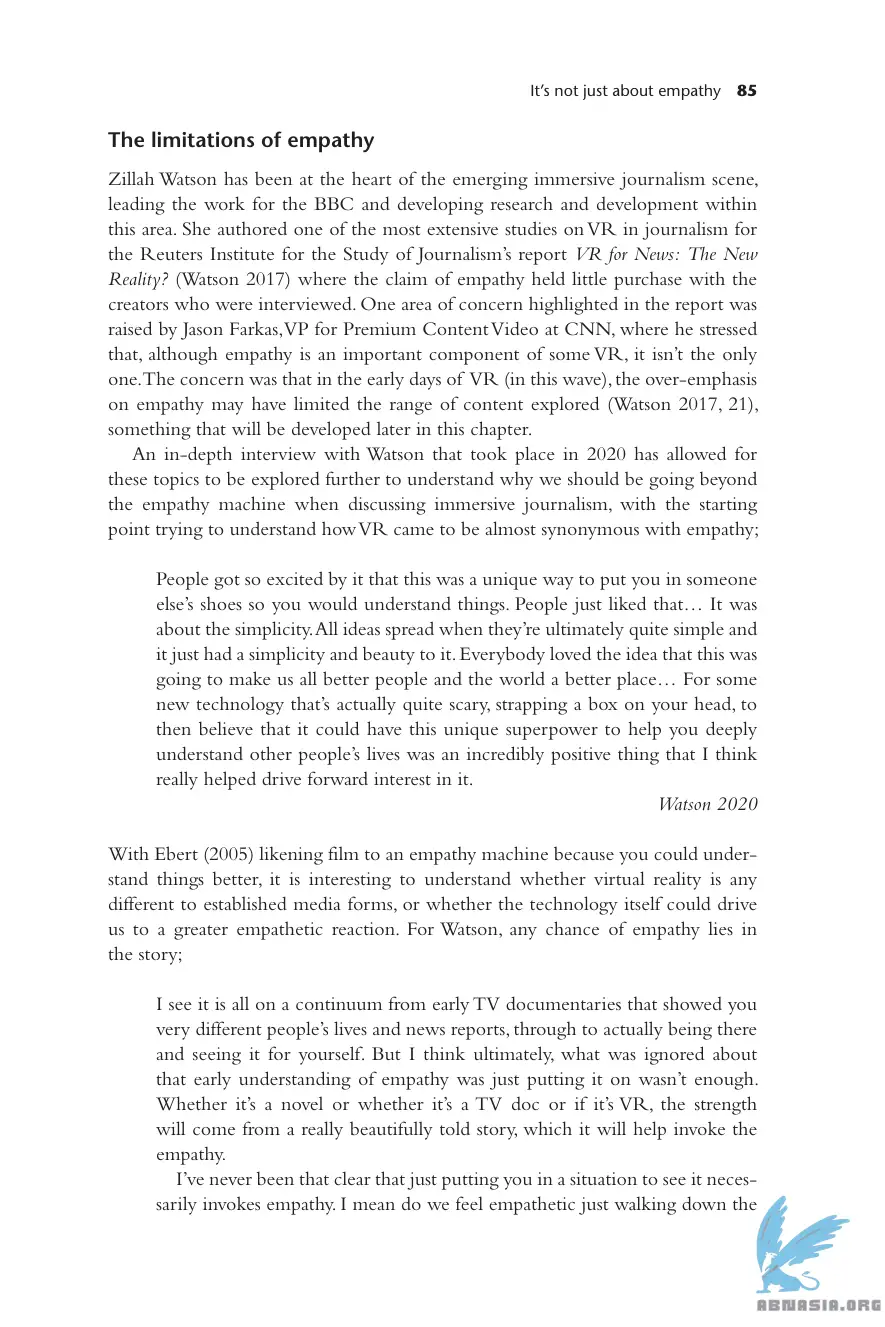 It's not just about empathy 85
The limitations of empathy
Zillah Watson has been at the heart of the emerging immersive journalism scene,
leading the work for the BBC and developing research and development within
this area. She authored one of the most extensive studies on VR in journalism for
the Reuters Institute for the Study of Journalism's report VR for News: The New
Reality? (Watson 2017) where the claim of empathy held little purchase with the
creators who were interviewed. One area of concern highlighted in the report was
raised by Jason Farkas, VP for Premium Content Video at CNN, where he stressed
that, although empathy is an important component of some VR, it isn't the only
one. The concern was that in the early days of VR (in this wave), the over-emphasis
on empathy may have limited the range of content explored (Watson 2017, 21),
something that will be developed later in this chapter.
An in-depth interview with Watson that took place in 2020 has allowed for
these topics to be explored further to understand why we should be going beyond
the empathy machine when discussing immersive journalism, with the starting
point trying to understand how VR came to be almost synonymous with empathy;
People got so excited by it that this was a unique way to put you in someone
else's shoes so you would understand things. People just liked that… It was
about the simplicity. All ideas spread when they're ultimately quite simple and
it just had a simplicity and beauty to it. Everybody loved the idea that this was
going to make us all better people and the world a better place… For some
new technology that's actually quite scary, strapping a box on your head, to
then believe that it could have this unique superpower to help you deeply
understand other people's lives was an incredibly positive thing that I think
really helped drive forward interest in it.
Watson 2020
With Ebert (2005) likening film to an empathy machine because you could under-
stand things better, it is interesting to understand whether virtual reality is any
different to established media forms, or whether the technology itself could drive
us to a greater empathetic reaction. For Watson, any chance of empathy lies in
the story;
I see it is all on a continuum from early TV documentaries that showed you
very different people's lives and news reports, through to actually being there
and seeing it for yourself. But I think ultimately, what was ignored about
that early understanding of empathy was just putting it on wasn't enough.
Whether it's a novel or whether it's a TV doc or if it's VR, the strength
will come from a really beautifully told story, which it will help invoke the
empathy.
I've never been that clear that just putting you in a situation to see it neces-
sarily invokes empathy. I mean do we feel empathetic just walking down the
ABNASIA.ORG